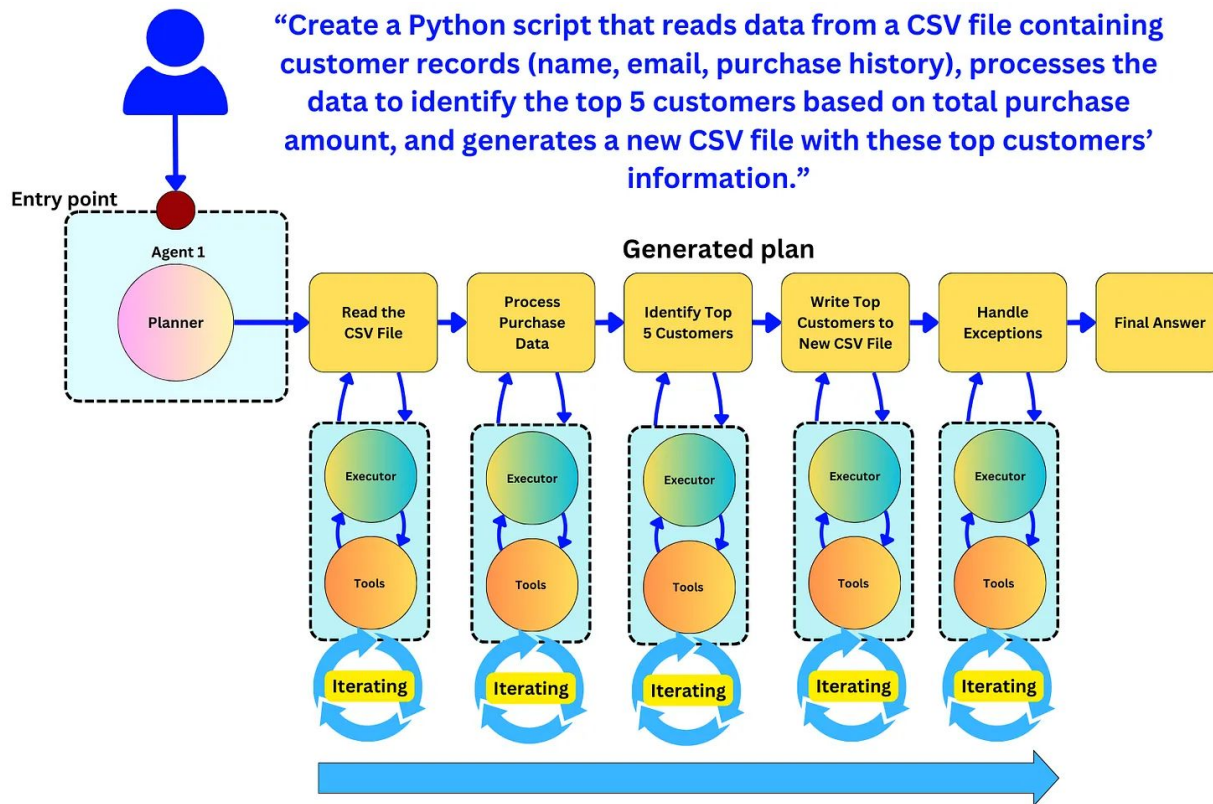 “Create a Python script that reads data from a CSV file containing
customer records (name, email, purchase history), processes the
data to identify the top 5 customers based on total purchase
amount, and generates a new CSV file with these top customers’
information.”
Entry point
Agent 1
Planner
Generated plan
Read the
CSV File
Process
Purchase
Data
Identify Top
5 Customers
Write Top
Customers to
New CSV File
Handle
Exceptions
Final Answer
Executor
Tools
Iterating
Executor
Tools
Iterating
Executor
Tools
Iterating
Executor
Tools
Iterating
Executor
Tools
Iterating